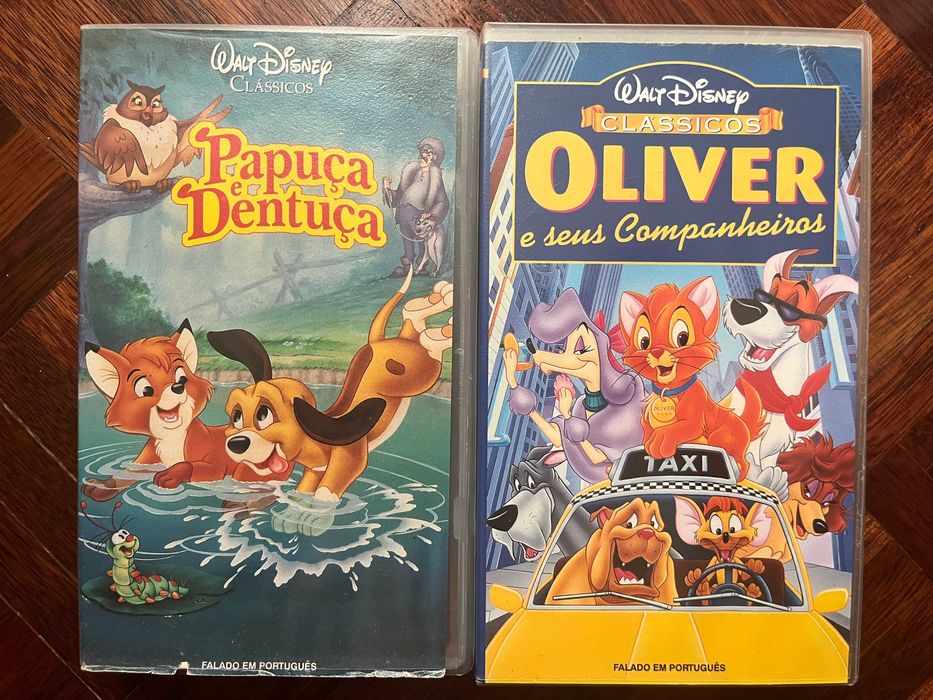 WALT DISNEY
CLÁSSICOS
Papuça
e
Dentuça
FALADO EM PORTUGUÊS
WALT DISNEY
CLÁSSICOS
OLIVER
e seus Companheiros
OLIVER
TAXI
FALADO EM PORTUGUÊS